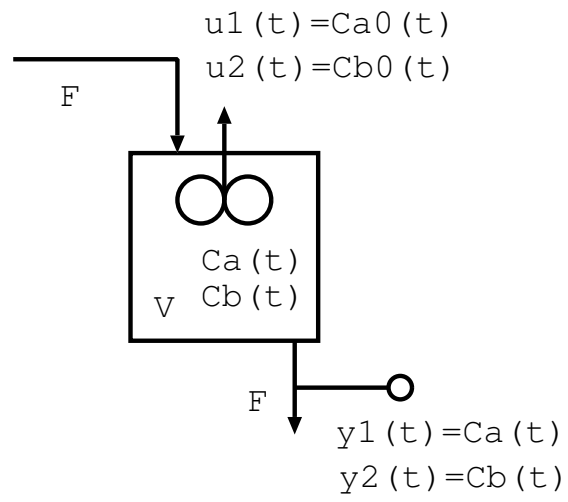 u1(t)=Ca0(t)
u2(t)=Cb0(t)
F
Ca(t)
Cb(t)
V
F
y1(t)=Ca(t)
y2(t)=Cb(t)